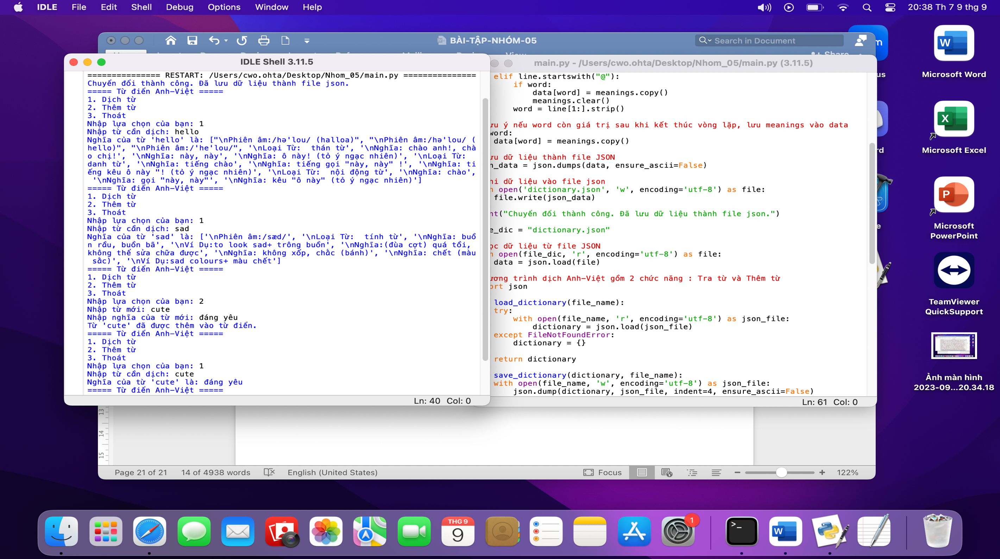 IDLE File Edit Shell Debug Options Window Help
20:38 Th 7 9 thg 9
BÀI-TẬP-NHÓM-05
Search in Document
Share
IDLE Shell 3.11.5
=============== RESTART: /Users/cwo.ohta/Desktop/Nhom_05/main.py ===============
Chuyển đổi thành công. Đã lưu dữ liệu thành file json.
===== Từ điển Anh-Việt =====
1. Dịch từ
2. Thêm từ
3. Thoát
Nhập lựa chọn của bạn: 1
Nhập từ cần dịch: hello
Nghĩa của từ 'hello' là: ["\nPhiên âm:/hə'lou/ (halloa)", "\nPhiên âm:/hə'lou/ (
hello)", "\nPhiên âm:/'he'lou/", '\nLoại Từ:  thán từ', '\nNghĩa: chào anh!, chà
o chị!', '\nNghĩa: này, này', '\nNghĩa: ô này! (tỏ ý ngạc nhiên)', '\nLoại Từ:
danh từ', '\nNghĩa: tiếng chào', '\nNghĩa: tiếng gọi "này, này" !', '\nNghĩa: ti
ếng kêu ô này "! (tỏ ý ngạc nhiên)', '\nLoại Từ:  nội động từ', '\nNghĩa: chào',
'\nNghĩa: gọi "này, này"', '\nNghĩa: kêu "ô này" (tỏ ý ngạc nhiên)']
===== Từ điển Anh-Việt =====
1. Dịch từ
2. Thêm từ
3. Thoát
Nhập lựa chọn của bạn: 1
Nhập từ cần dịch: sad
Nghĩa của từ 'sad' là: ['\nPhiên âm:/sæd/', '\nLoại Từ:  tính từ', '\nNghĩa: buồ
n rầu, buồn bã', '\nVí Dụ:to look sad+ trông buồn', '\nNghĩa:(đùa cợt) quá tồi,
không thể sửa chữa được', '\nNghĩa: không xốp, chắc (bánh)', '\nNghĩa: chết (màu
sắc)', '\nVí Dụ:sad colours+ màu chết']
===== Từ điển Anh-Việt =====
1. Dịch từ
2. Thêm từ
3. Thoát
Nhập lựa chọn của bạn: 2
Nhập từ mới: cute
Nhập nghĩa của từ mới: đáng yêu
Từ 'cute' đã được thêm vào từ điển.
===== Từ điển Anh-Việt =====
1. Dịch từ
2. Thêm từ
3. Thoát
Nhập lựa chọn của bạn: 1
Nhập từ cần dịch: cute
Nghĩa của từ 'cute' là: đáng yêu
===== Từ điển Anh-Việt =====
Ln: 40 Col: 0
main.py - /Users/cwo.ohta/Desktop/Nhom_05/main.py (3.11.5)
elif line.startswith("@"):
if word:
data[word] = meanings.copy()
meanings.clear()
word = line[1:].strip()
ưu ý nếu word còn giá trị sau khi kết thúc vòng lặp, lưu meanings vào data
word:
data[word] = meanings.copy()
ưu dữ liệu thành file JSON
n_data = json.dumps(data, ensure_ascii=False)
hi dữ liệu vào file json
h open('dictionary.json', 'w', encoding='utf-8') as file:
file.write(json_data)
nt("Chuyển đổi thành công. Đã lưu dữ liệu thành file json.")
e_dic = "dictionary.json"
ọc dữ liệu từ file JSON
h open(file_dic, 'r', encoding='utf-8') as file:
data = json.load(file)
ương trình dịch Anh-Việt gồm 2 chức năng : Tra từ và Thêm từ
ort json
load_dictionary(file_name):
try:
with open(file_name, 'r', encoding='utf-8') as json_file:
dictionary = json.load(json_file)
except FileNotFoundError:
dictionary = {}
return dictionary
save_dictionary(dictionary, file_name):
with open(file_name, 'w', encoding='utf-8') as json_file:
json.dump(dictionary, json_file, indent=4, ensure_ascii=False)
Ln: 61 Col: 0
13
14
15
Page 21 of 21
14 of 4938 words
English (United States)
Focus
122%
Microsoft Word
Microsoft Excel
Microsoft
PowerPoint
TeamViewer
QuickSupport
Ảnh màn hình
2023-09...20.34.18
THG 9
9
1